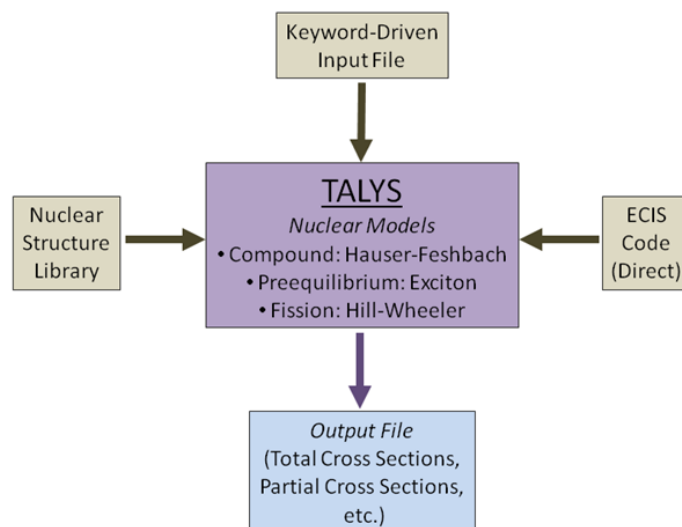 Keyword-Driven
Input File
Nuclear
Structure
Library
TALYS
Nuclear Models
• Compound: Hauser-Feshbach
• Preequilibrium: Exciton
• Fission: Hill-Wheeler
ECIS
Code
(Direct)
Output File
(Total Cross Sections,
Partial Cross Sections,
etc.)